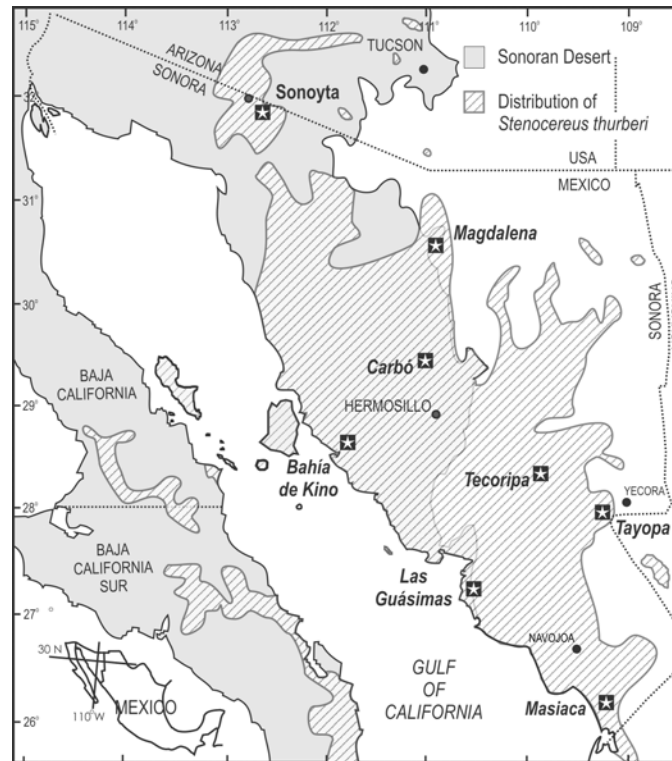 115°
114°
113°
112°
111°
110°
109°
ARIZONA
SONORA
TUCSON
Sonoran Desert
Distribution of
Stenocereus thurberi
32°
Sonoyta
USA
MEXICO
31°
Magdalena
30°
SONORA
Carbó
BAJA
CALIFORNIA
HERMOSILLO
29°
Bahía
de Kino
Tecoripa
YECORA
28°
Tayopa
BAJA
CALIFORNIA
SUR
Las
Guásimas
27°
NAVOJOA
30 N
MEXICO
110°W
GULF
OF
CALIFORNIA
Masiaca
26°